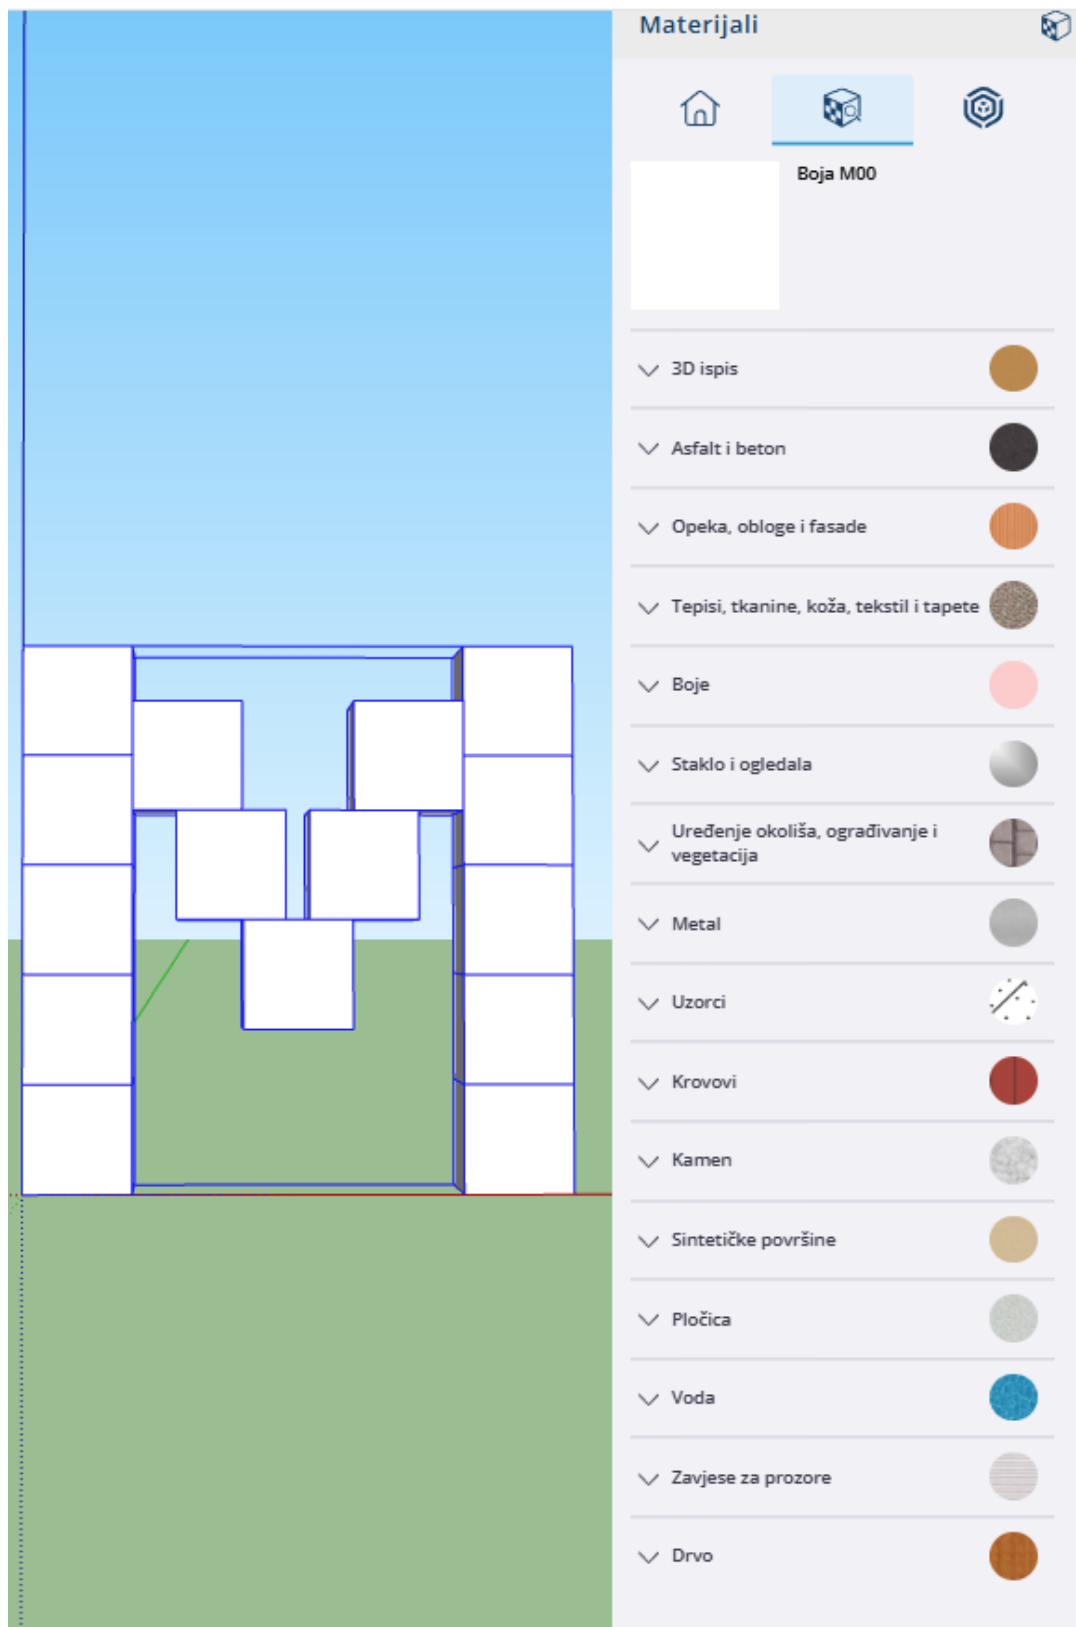 Materijali
Boja M00
3D ispis
Asfalt i beton
Opeka, obloge i fasade
Tepisi, tkanine, koža, tekstil i tapete
Boje
Staklo i ogledala
Uređenje okoliša, ograđivanje i
vegetacija
Metal
Uzorci
Krovovi
Kamen
Sintetičke površine
Pločica
Voda
Zavjese za prozore
Drvo